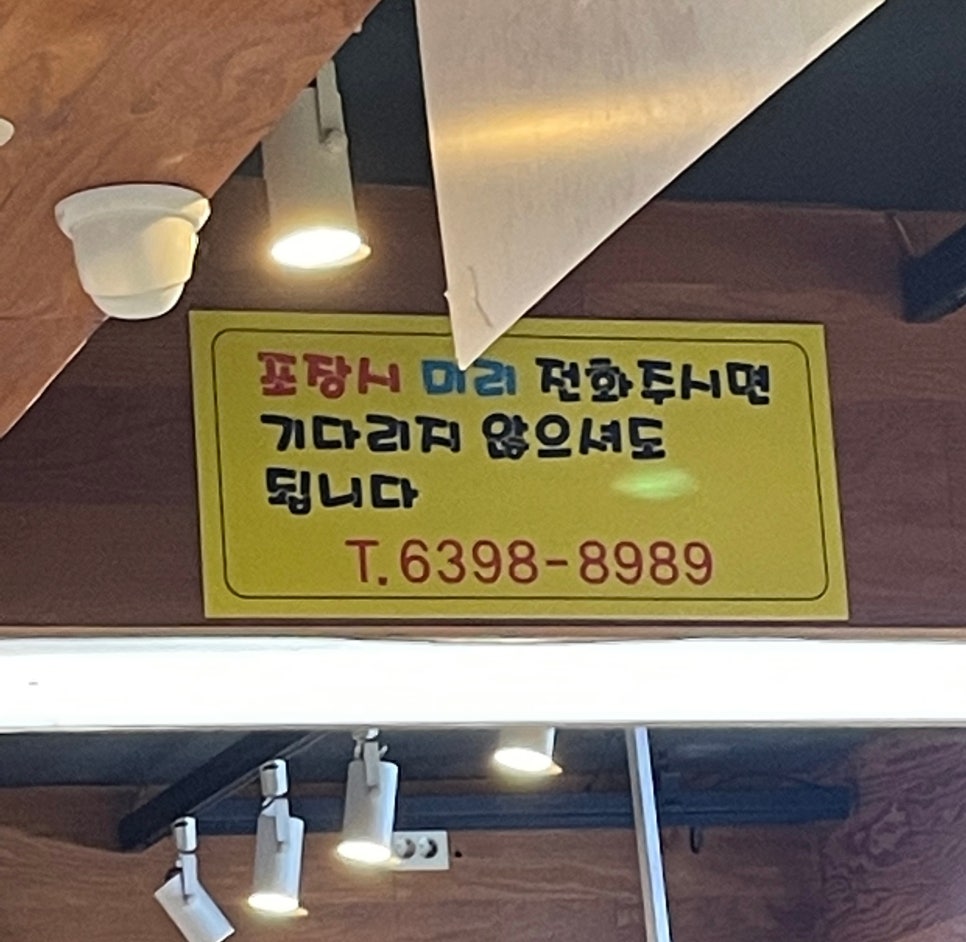 포장시 미리 전화주시면
기다리지 않으셔도
됩니다
T.6398-8989